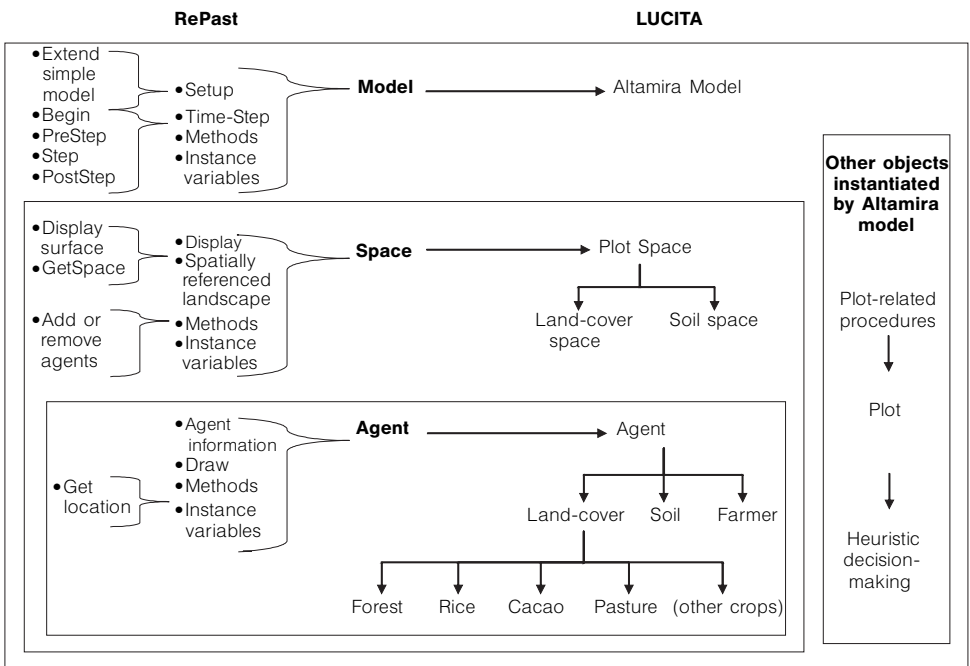 RePast
LUCITA
•Extend
simple
model
•Begin
•PreStep
•Step
•PostStep
•Setup
•Time-Step
•Methods
•Instance
variables
Model
Altamira Model
•Display
surface
•GetSpace
•Add or
remove
agents
•Display
•Spatially
referenced
landscape
•Methods
•Instance
variables
Space
Plot Space
Land-cover
space
Soil space
•Get
location
•Agent
information
•Draw
•Methods
•Instance
variables
Agent
Agent
Land-cover
Soil
Farmer
Forest
Rice
Cacao
Pasture
(other crops)
Other objects
instantiated
by Altamira
model
Plot-related
procedures
Plot
Heuristic
decision-
making